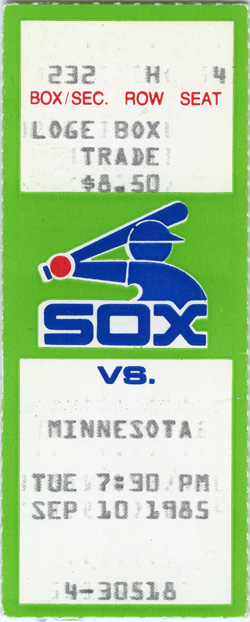 232 H 4
BOX/SEC. ROW SEAT
LOGE BOX
TRADE
$8.50
SOX
VS.
MINNESOTA
TUE 7:30 PM
SEP 10 1985
4-30518